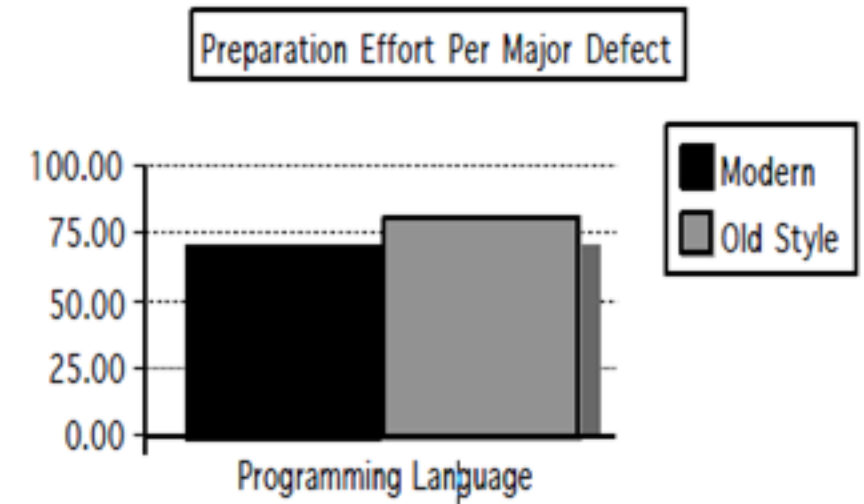 Preparation Effort Per Major Defect
100.00
75.00
50.00
25.00
0.00
Programming Language
Modern
Old Style